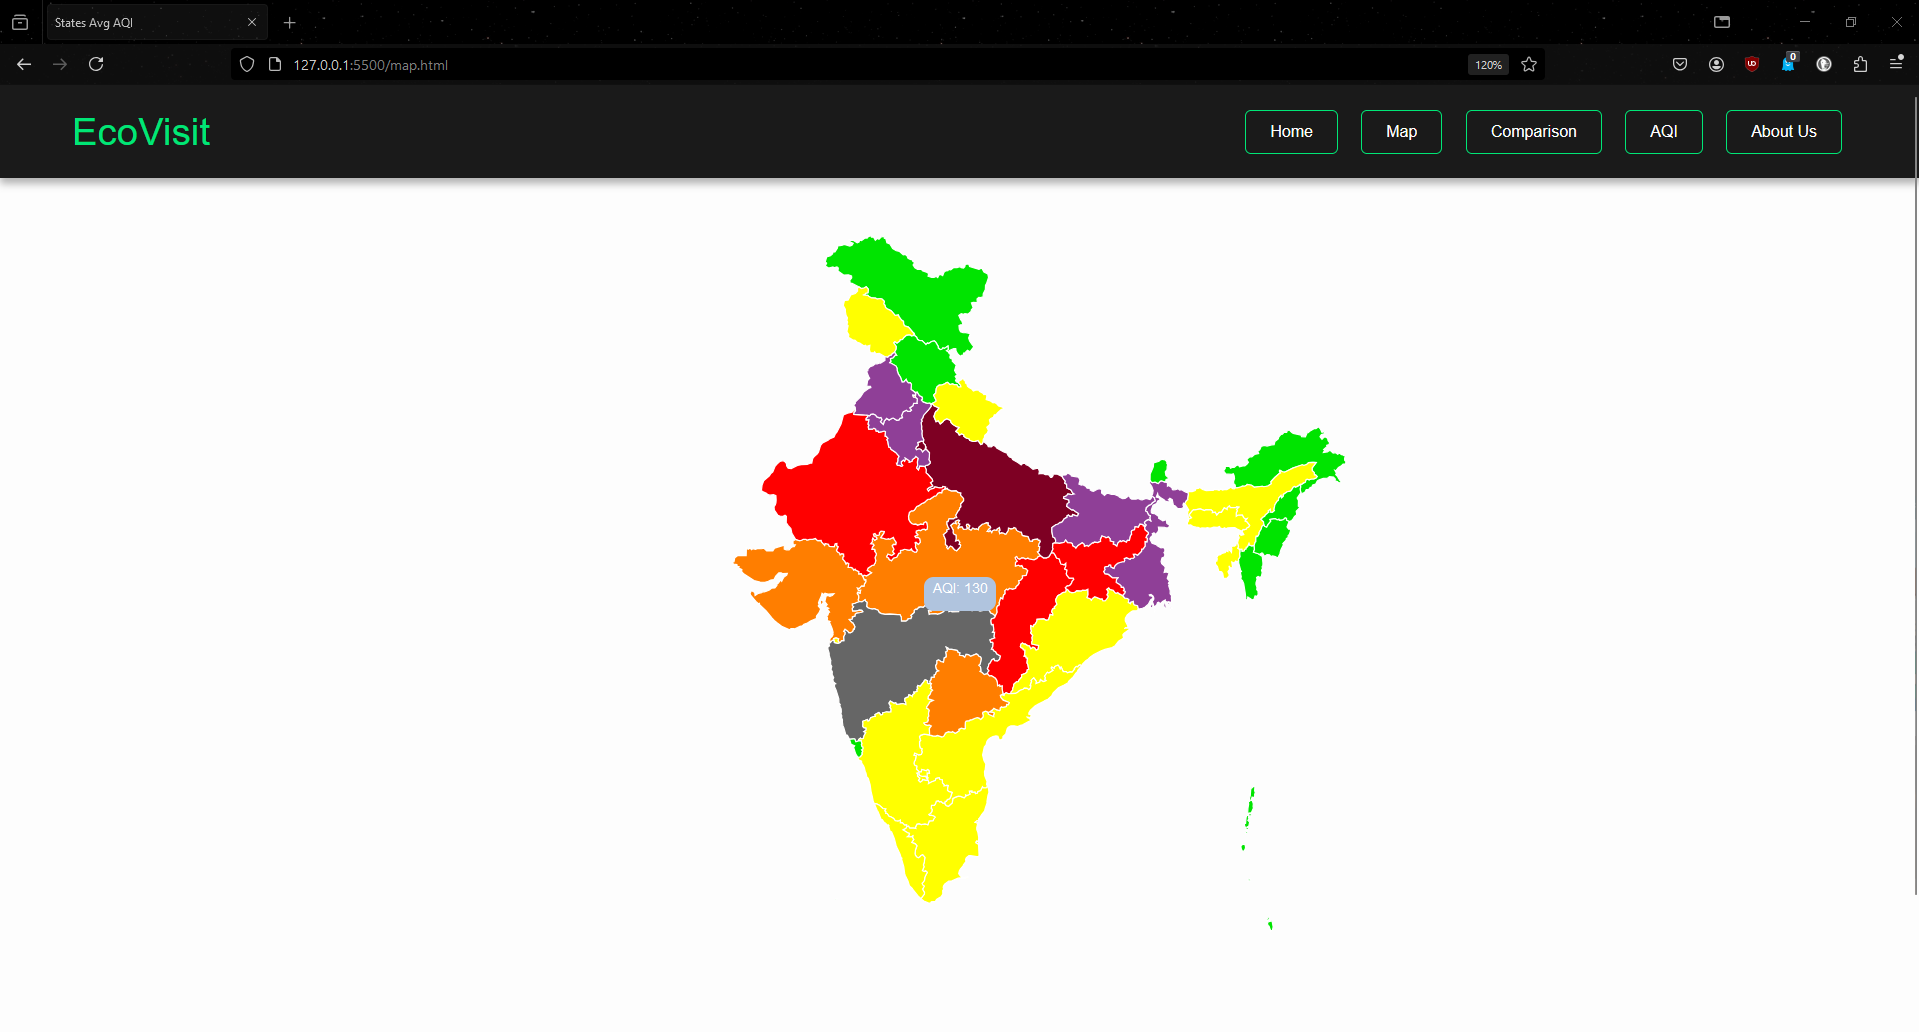 States Avg AQI
127.0.0.1:5500/map.html
120%
0
EcoVisit
Home
Map
Comparison
AQI
About Us
AQI: 130